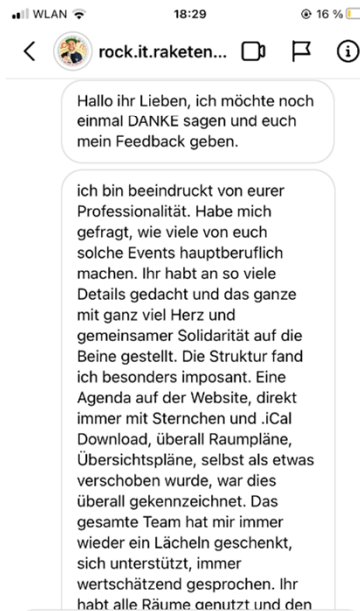 WLAN 18:29 16 %
rock.it.raketen...
Hallo ihr Lieben, ich möchte noch
einmal DANKE sagen und euch
mein Feedback geben.
ich bin beeindruckt von eurer
Professionalität. Habe mich
gefragt, wie viele von euch
solche Events hauptberuflich
machen. Ihr habt an so viele
Details gedacht und das ganze
mit ganz viel Herz und
gemeinsamer Solidarität auf die
Beine gestellt. Die Struktur fand
ich besonders imposant. Eine
Agenda auf der Website, direkt
immer mit Sternchen und .iCal
Download, überall Raumpläne,
Übersichtspläne, selbst als etwas
verschoben wurde, war dies
überall gekennzeichnet. Das
gesamte Team hat mir immer
wieder ein Lächeln geschenkt,
sich unterstützt, immer
wertschätzend gesprochen. Ihr
habt alle Räume genutzt und den